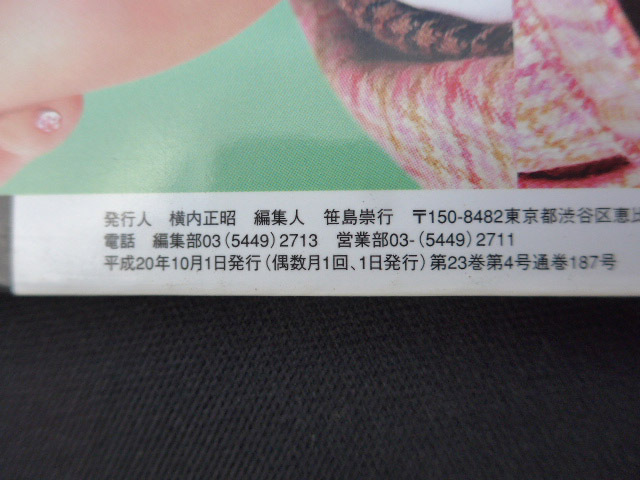 発行人　横内正昭　編集人　笹島崇行　〒150-8482東京都渋谷区恵比
電話　編集部03(5449)2713　営業部03-(5449)2711
平成20年10月1日発行(偶数月1回、1日発行)第23巻第4号通巻187号